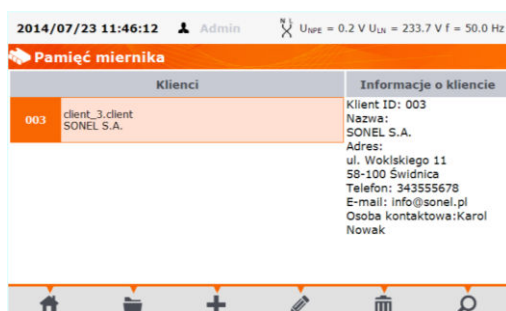 2014/07/23 11:46:12 Admin N L UNPE = 0.2 V ULN = 233.7 V f = 50.0 Hz
Pamięć miernika
Klienci
Informacje o kliencie
003
client_3.client
SONEL S.A.
Klient ID: 003
Nazwa:
SONEL S.A.
Adres:
ul. Woklskiego 11
58-100 Świdnica
Telefon: 343555678
E-mail: info@sonel.pl
Osoba kontaktowa:Karol
Nowak